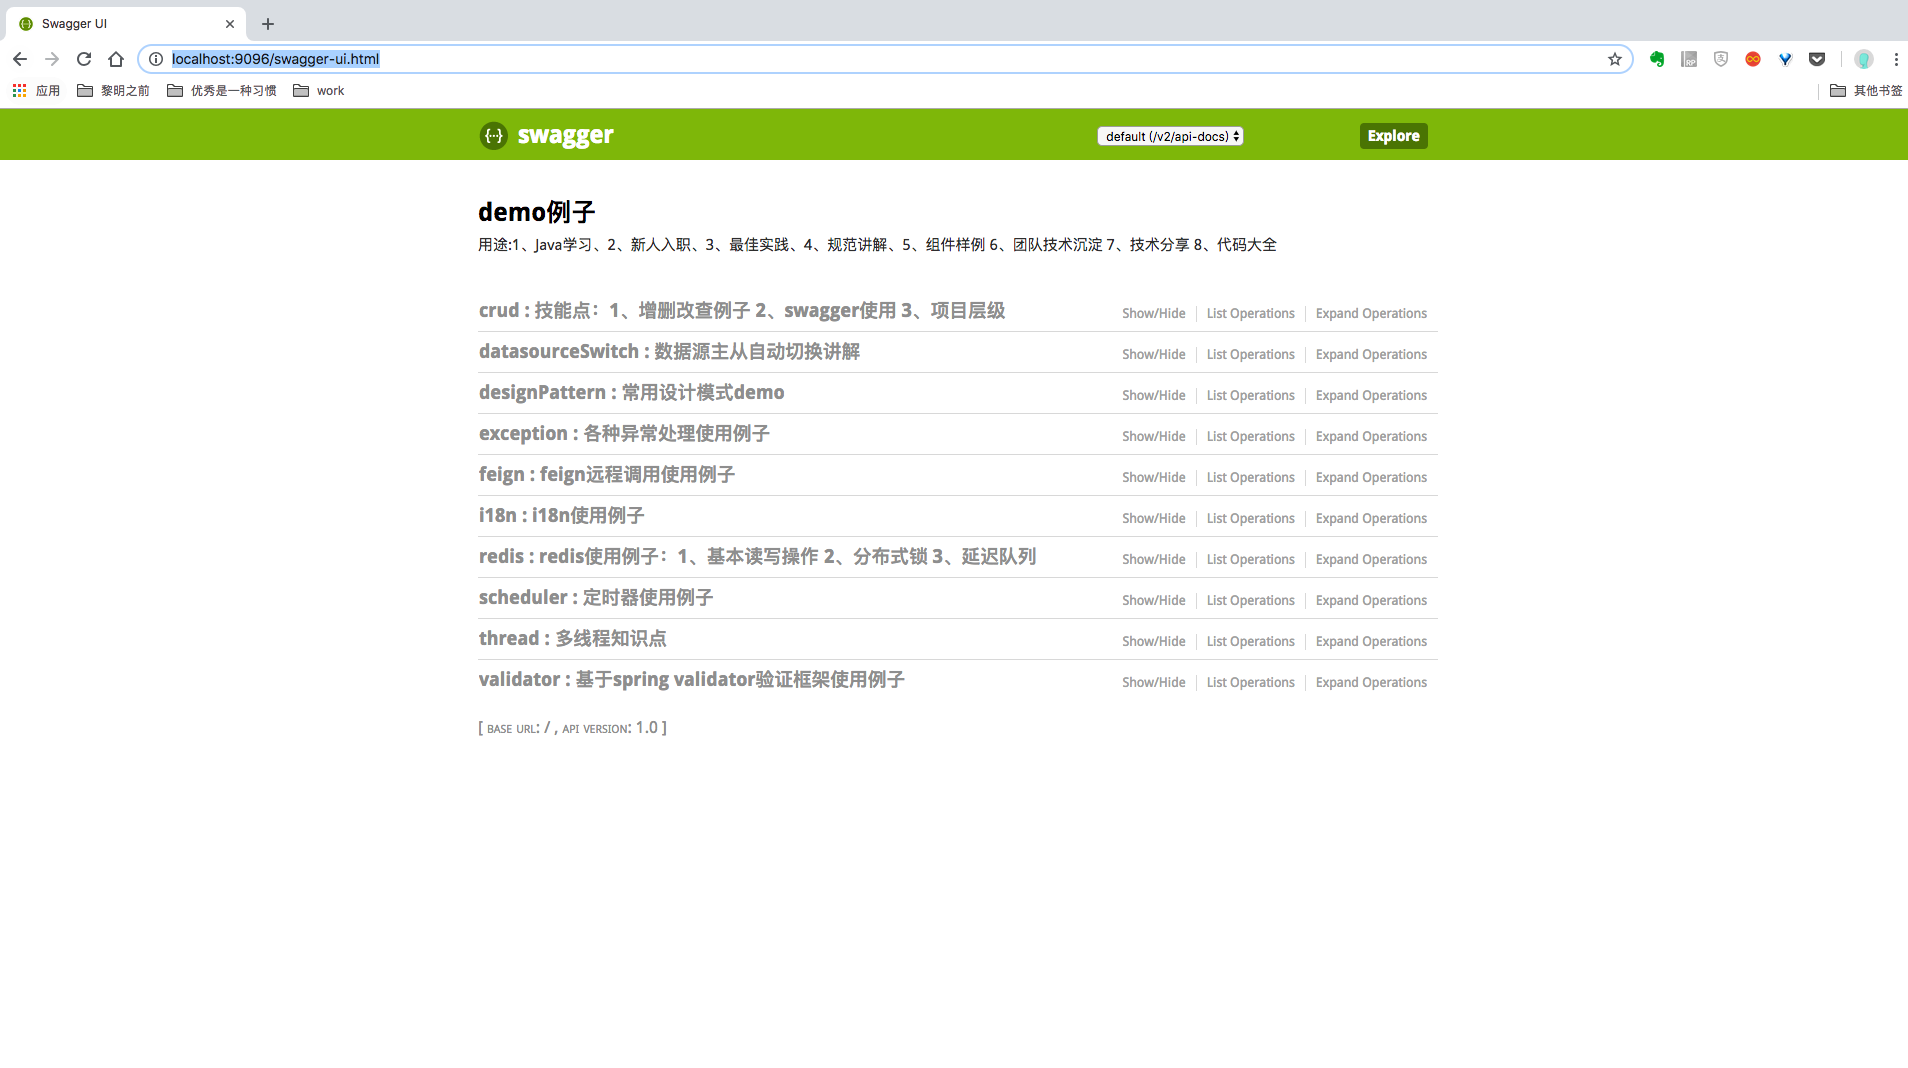 Swagger UI
localhost:9096/swagger-ui.html
应用 黎明之前 优秀是一种习惯 work 其他书签
swagger default (/v2/api-docs) Explore
demo例子
用途:1、Java学习、2、新人入职、3、最佳实践、4、规范讲解、5、组件样例 6、团队技术沉淀 7、技术分享 8、代码大全
crud : 技能点：1、增删改查例子 2、swagger使用 3、项目层级 Show/Hide List Operations Expand Operations
datasourceSwitch : 数据源主从自动切换讲解 Show/Hide List Operations Expand Operations
designPattern : 常用设计模式demo Show/Hide List Operations Expand Operations
exception : 各种异常处理使用例子 Show/Hide List Operations Expand Operations
feign : feign远程调用使用例子 Show/Hide List Operations Expand Operations
i18n : i18n使用例子 Show/Hide List Operations Expand Operations
redis : redis使用例子：1、基本读写操作 2、分布式锁 3、延迟队列 Show/Hide List Operations Expand Operations
scheduler : 定时器使用例子 Show/Hide List Operations Expand Operations
thread : 多线程知识点 Show/Hide List Operations Expand Operations
validator : 基于spring validator验证框架使用例子 Show/Hide List Operations Expand Operations
[ BASE URL: / , API VERSION: 1.0 ]